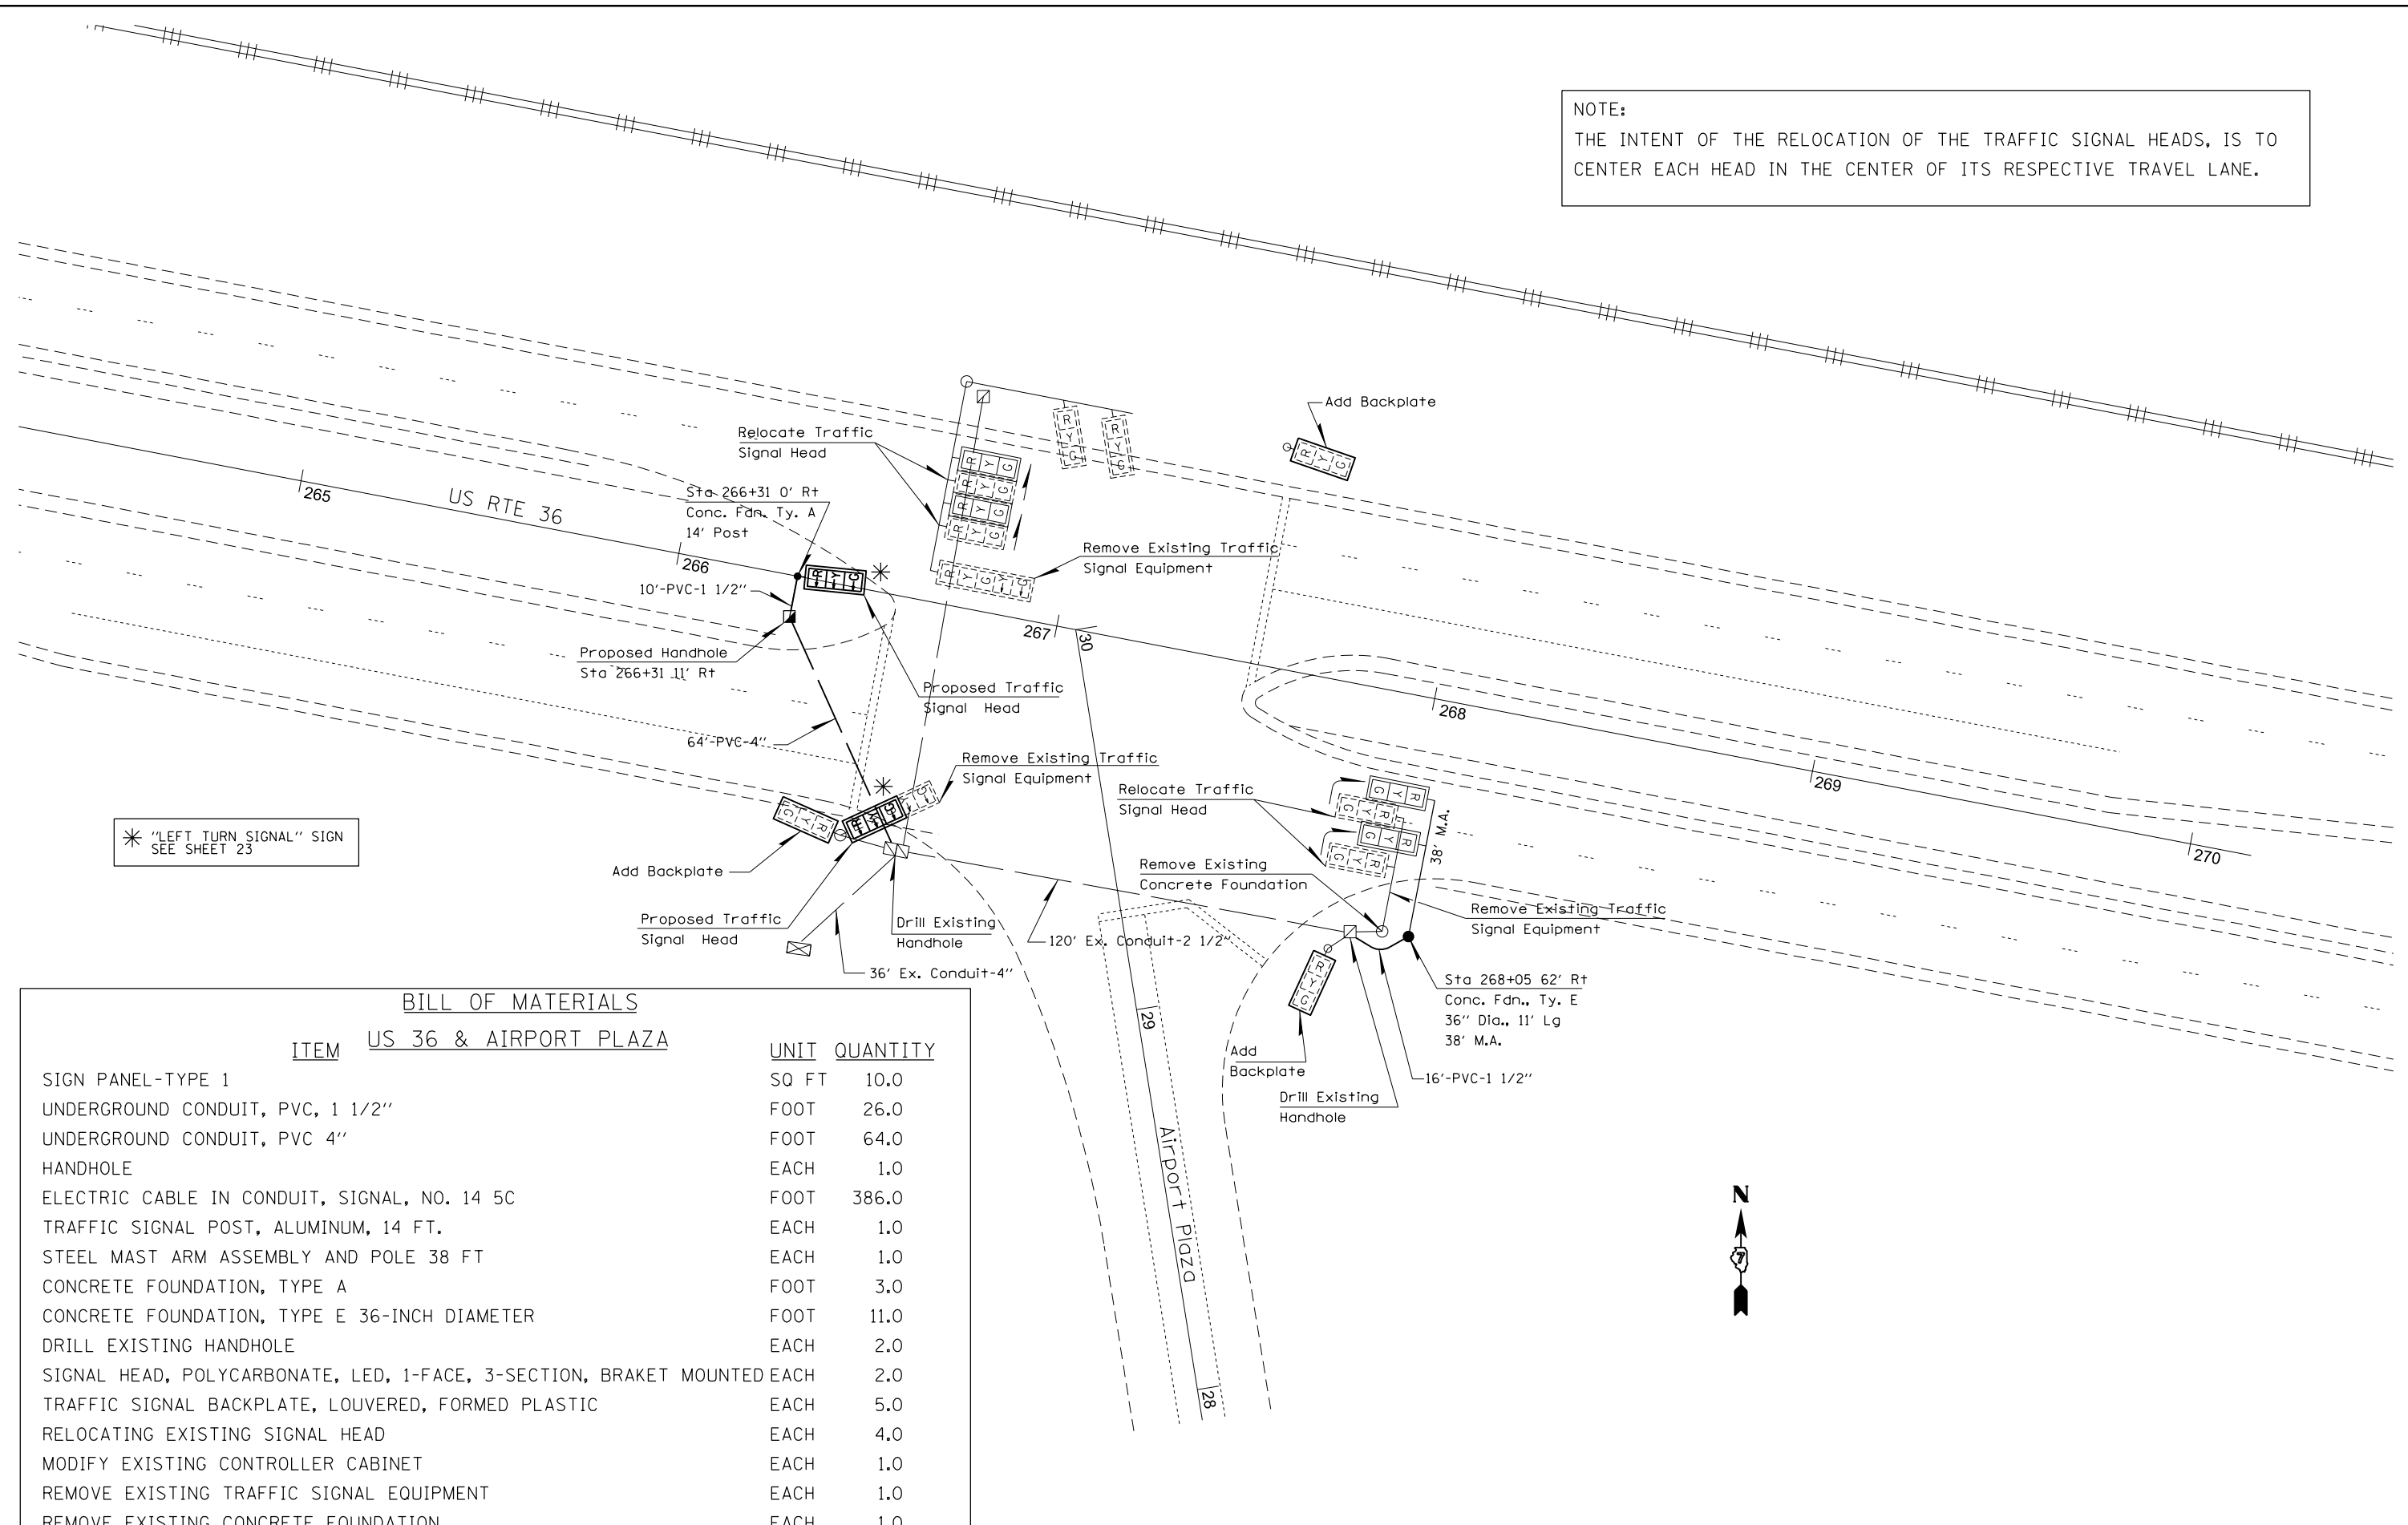 NOTE:
THE INTENT OF THE RELOCATION OF THE TRAFFIC SIGNAL HEADS, IS TO
CENTER EACH HEAD IN THE CENTER OF ITS RESPECTIVE TRAVEL LANE.
Add Backplate
R Y G
Relocate Traffic
Signal Head
R Y G
R Y G
R Y G
R Y G
R Y G
R Y G
Sta 266+31 0' Rt
Conc. Fdn. Ty. A
14' Post
265
US RTE 36
266
R Y G
Remove Existing Traffic
Signal Equipment
R Y G Y G
10'-PVC-1 1/2"
267
30
Proposed Handhole
Sta 266+31 11' Rt
Proposed Traffic
Signal Head
268
64'-PVC-4"
Remove Existing Traffic
Signal Equipment
269
Relocate Traffic
Signal Head
R Y G
R Y G
R Y G
R Y G
38' M.A.
270
"LEFT TURN SIGNAL" SIGN
SEE SHEET 23
R Y G
Add Backplate
Remove Existing
Concrete Foundation
Proposed Traffic
Signal Head
Drill Existing
Handhole
120' Ex. Conduit-2 1/2"
Remove Existing Traffic
Signal Equipment
36' Ex. Conduit-4"
R Y G
Sta 268+05 62' Rt
Conc. Fdn., Ty. E
36" Dia., 11' Lg
38' M.A.
29
Add
Backplate
16'-PVC-1 1/2"
Drill Existing
Handhole
Airport Plaza
28
N
7
BILL OF MATERIALS
US 36 & AIRPORT PLAZA
ITEM UNIT QUANTITY
SIGN PANEL-TYPE 1 SQ FT 10.0
UNDERGROUND CONDUIT, PVC, 1 1/2" FOOT 26.0
UNDERGROUND CONDUIT, PVC 4" FOOT 64.0
HANDHOLE EACH 1.0
ELECTRIC CABLE IN CONDUIT, SIGNAL, NO. 14 5C FOOT 386.0
TRAFFIC SIGNAL POST, ALUMINUM, 14 FT. EACH 1.0
STEEL MAST ARM ASSEMBLY AND POLE 38 FT EACH 1.0
CONCRETE FOUNDATION, TYPE A FOOT 3.0
CONCRETE FOUNDATION, TYPE E 36-INCH DIAMETER FOOT 11.0
DRILL EXISTING HANDHOLE EACH 2.0
SIGNAL HEAD, POLYCARBONATE, LED, 1-FACE, 3-SECTION, BRAKET MOUNTED EACH 2.0
TRAFFIC SIGNAL BACKPLATE, LOUVERED, FORMED PLASTIC EACH 5.0
RELOCATING EXISTING SIGNAL HEAD EACH 4.0
MODIFY EXISTING CONTROLLER CABINET EACH 1.0
REMOVE EXISTING TRAFFIC SIGNAL EQUIPMENT EACH 1.0
REMOVE EXISTING CONCRETE FOUNDATION EACH 1.0